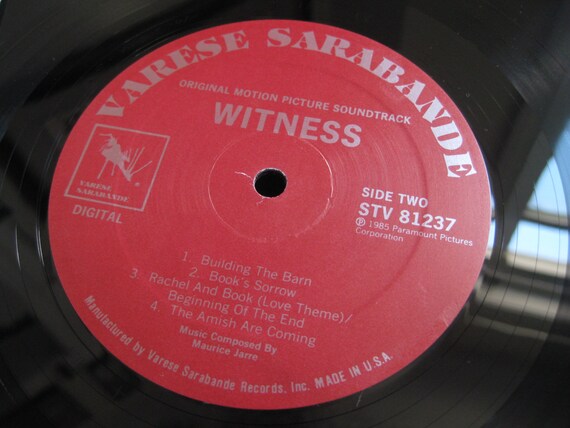 VARESE SARABANDE
ORIGINAL MOTION PICTURE SOUNDTRACK
WITNESS
VARESE
SARABANDE
DIGITAL
SIDE TWO
STV 81237
℗ 1985 Paramount Pictures
Corporation
1. Building The Barn
2. Book's Sorrow
3. Rachel And Book (Love Theme)/
Beginning Of The End
4. The Amish Are Coming
Music Composed By
Maurice Jarre
Manufactured by Varese Sarabande Records, Inc. MADE IN U.S.A.